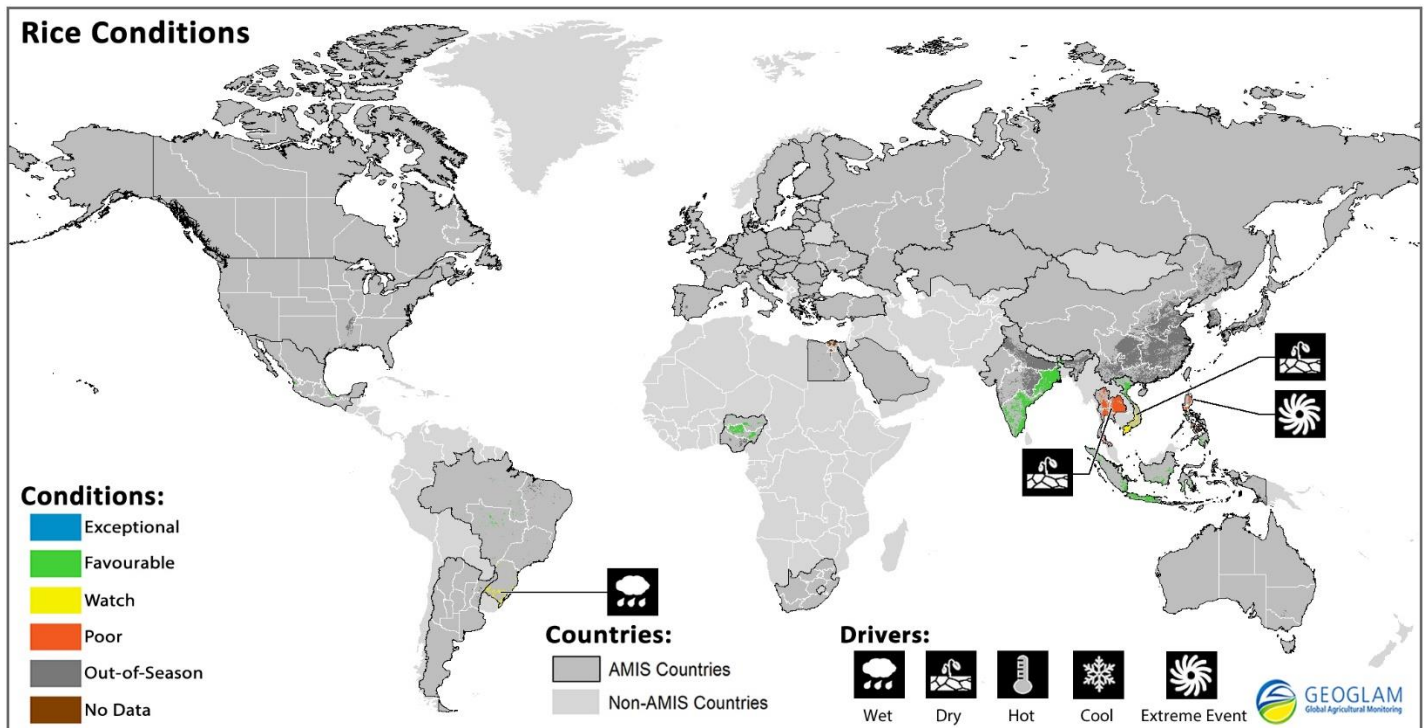 Rice Conditions
Conditions:
Exceptional
Favourable
Watch
Poor
Out-of-Season
No Data
Countries:
AMIS Countries
Non-AMIS Countries
Drivers:
Wet
Dry
Hot
Cool
Extreme Event
GEOGLAM
Global Agricultural Monitoring